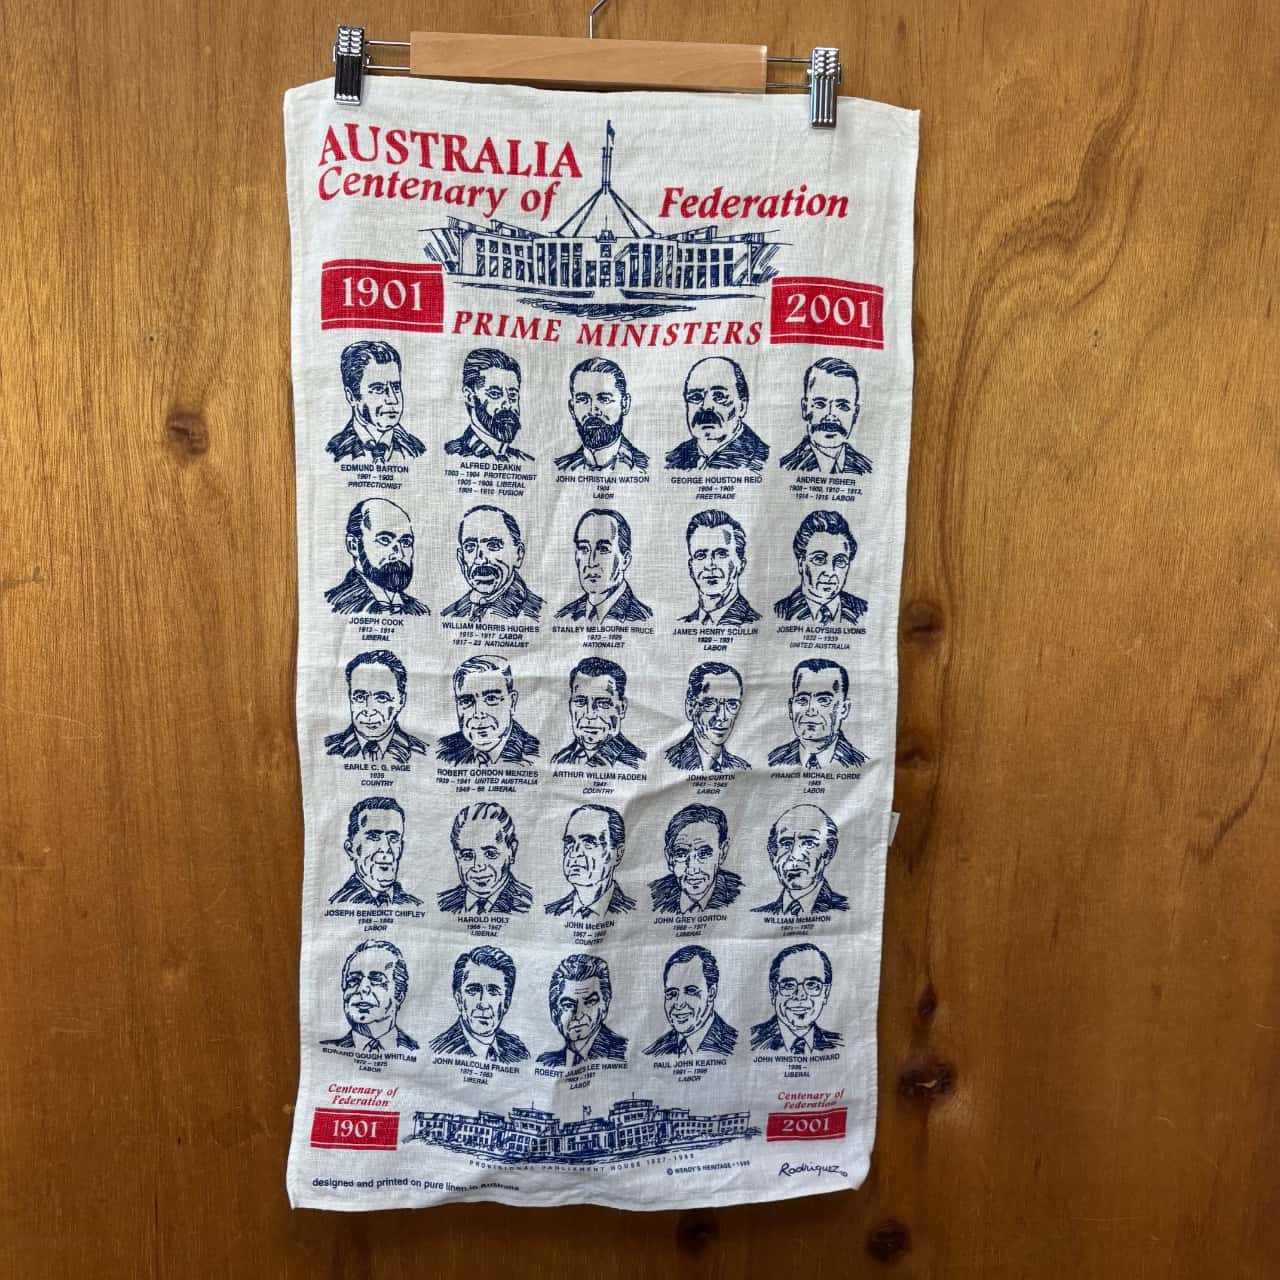 AUSTRALIA
Centenary of Federation
1901
2001
PRIME MINISTERS
EDMUND BARTON
1901 – 1903
PROTECTIONIST
ALFRED DEAKIN
1903 – 1904 PROTECTIONIST
1905 – 1908 LIBERAL
1909 – 1910 FUSION
JOHN CHRISTIAN WATSON
1904
LABOR
GEORGE HOUSTON REID
1904 – 1905
FREETRADE
ANDREW FISHER
1908 – 1909, 1910 – 1913,
1914 – 1915 LABOR
JOSEPH COOK
1913 – 1914
LIBERAL
WILLIAM MORRIS HUGHES
1915 – 1917 LABOR
1917 – 23 NATIONALIST
STANLEY MELBOURNE BRUCE
1923 – 1929
NATIONALIST
JAMES HENRY SCULLIN
1929 – 1931
LABOR
JOSEPH ALOYSIUS LYONS
1932 – 1939
UNITED AUSTRALIA
EARLE C. G. PAGE
1939
COUNTRY
ROBERT GORDON MENZIES
1939 – 1941 UNITED AUSTRALIA
1949 – 66 LIBERAL
ARTHUR WILLIAM FADDEN
1941
COUNTRY
JOHN CURTIN
1941 – 1945
LABOR
FRANCIS MICHAEL FORDE
1945
LABOR
JOSEPH BENEDICT CHIFLEY
1945 – 1949
LABOR
HAROLD HOLT
1966 – 1967
LIBERAL
JOHN McEWEN
1967 – 1968
COUNTRY
JOHN GREY GORTON
1968 – 1971
LIBERAL
WILLIAM McMAHON
1971 – 1972
LIBERAL
EDWARD GOUGH WHITLAM
1972 – 1975
LABOR
JOHN MALCOLM FRASER
1975 – 1983
LIBERAL
ROBERT JAMES LEE HAWKE
1983 – 1991
LABOR
PAUL JOHN KEATING
1991 – 1996
LABOR
JOHN WINSTON HOWARD
1996 –
LIBERAL
Centenary of
Federation
1901
Centenary of
Federation
2001
PROVISIONAL PARLIAMENT HOUSE 1927 - 1988
© WENDY'S HERITAGE
Rodriguez
designed and printed on pure linen in Australia